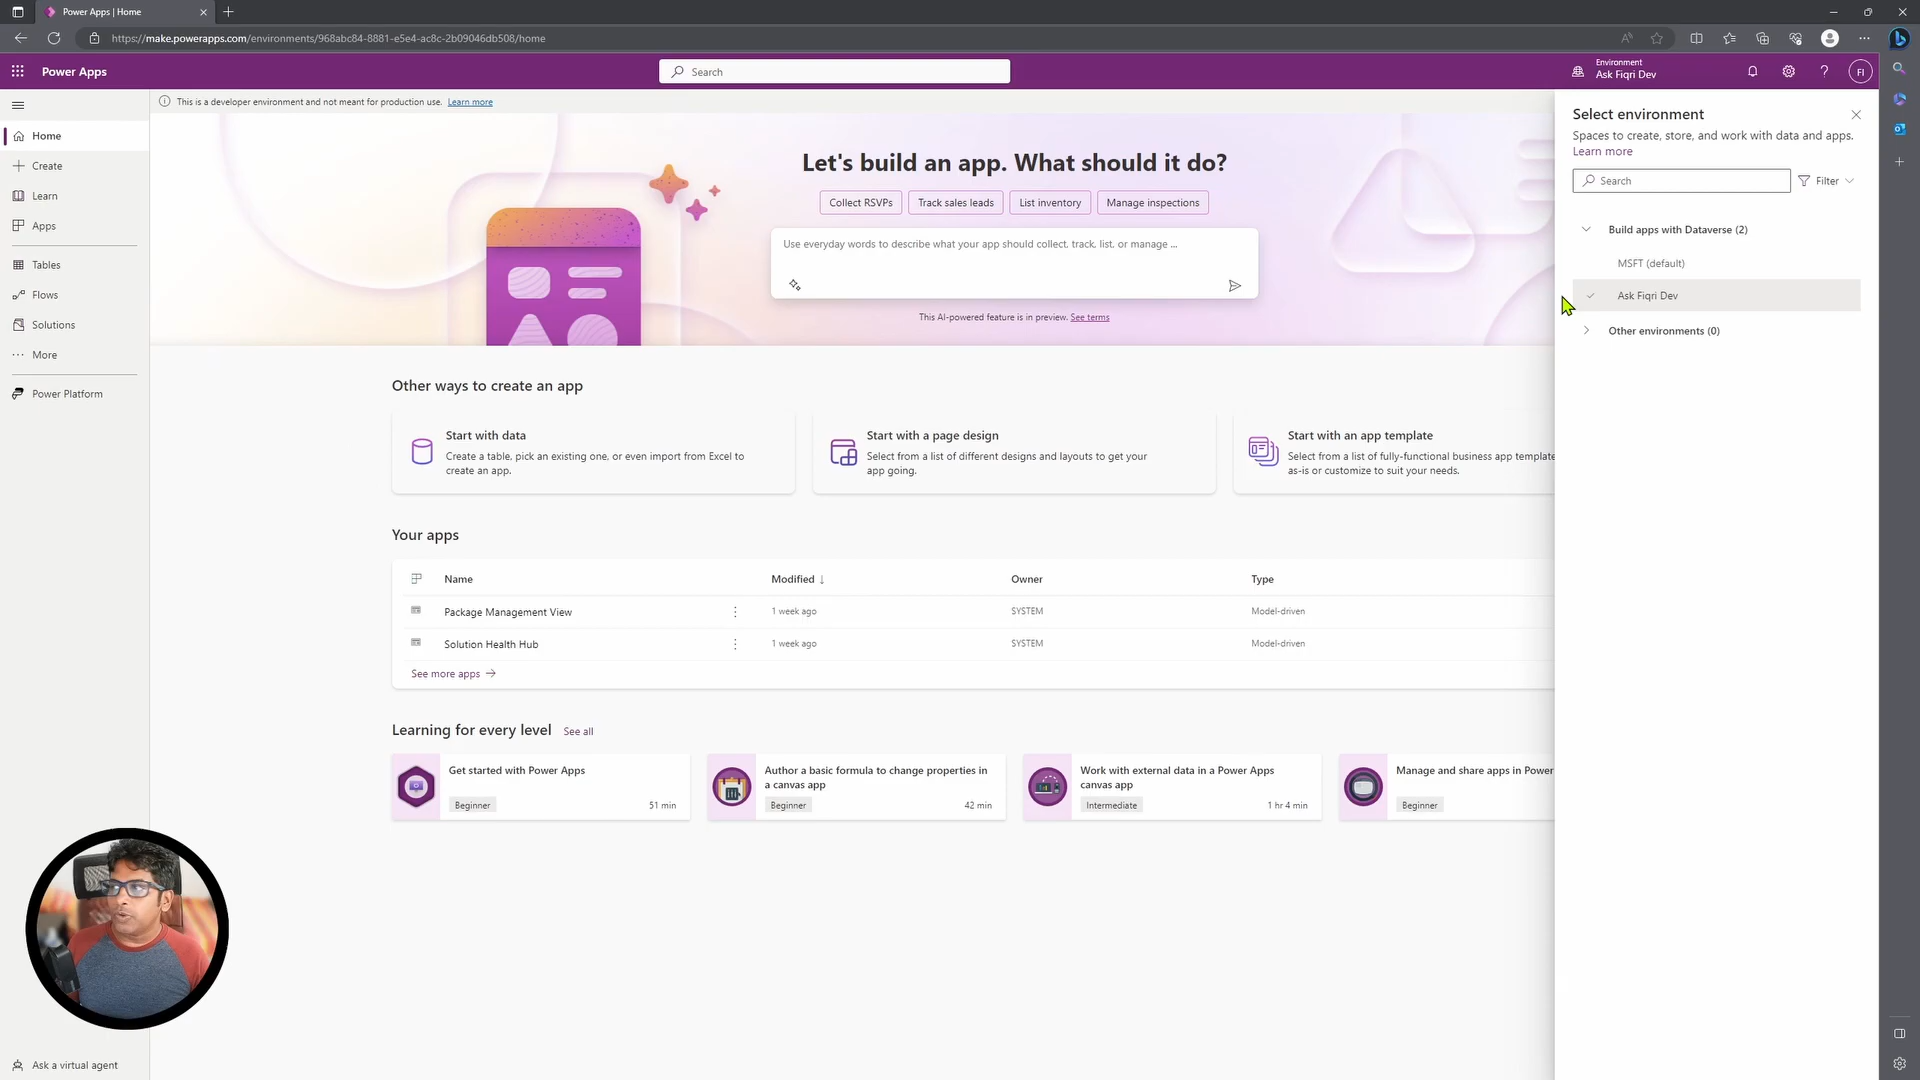 Power Apps | Home
https://make.powerapps.com/environments/968abc84-8881-e5e4-ac8c-2b09046db508/home
Power Apps
Search
Environment
Ask Fiqri Dev
FI
This is a developer environment and not meant for production use. Learn more
Home
Create
Learn
Apps
Tables
Flows
Solutions
More
Power Platform
Ask a virtual agent
Let's build an app. What should it do?
Collect RSVPs
Track sales leads
List inventory
Manage inspections
Use everyday words to describe what your app should collect, track, list, or manage ...
This AI-powered feature is in preview. See terms
Other ways to create an app
Start with data
Create a table, pick an existing one, or even import from Excel to
create an app.
Start with a page design
Select from a list of different designs and layouts to get your
app going.
Start with an app template
Select from a list of fully-functional business app template
as-is or customize to suit your needs.
Your apps
Name Modified ↓ Owner Type
Package Management View 1 week ago SYSTEM Model-driven
Solution Health Hub 1 week ago SYSTEM Model-driven
See more apps →
Learning for every level See all
Get started with Power Apps
Beginner 51 min
Author a basic formula to change properties in
a canvas app
Beginner 42 min
Work with external data in a Power Apps
canvas app
Intermediate 1 hr 4 min
Manage and share apps in Power
Beginner
Select environment
Spaces to create, store, and work with data and apps.
Learn more
Search
Filter
Build apps with Dataverse (2)
MSFT (default)
Ask Fiqri Dev
Other environments (0)